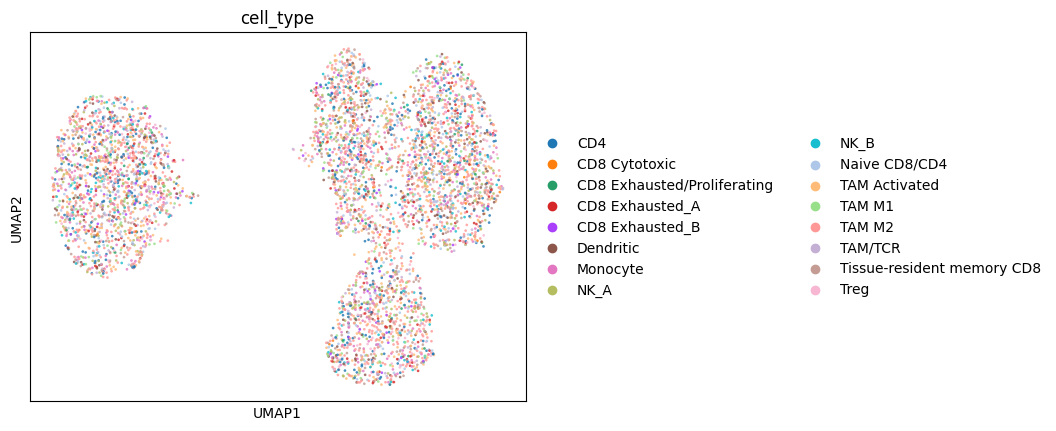 cell_type
UMAP2
UMAP1
CD4
CD8 Cytotoxic
CD8 Exhausted/Proliferating
CD8 Exhausted_A
CD8 Exhausted_B
Dendritic
Monocyte
NK_A
NK_B
Naive CD8/CD4
TAM Activated
TAM M1
TAM M2
TAM/TCR
Tissue-resident memory CD8
Treg